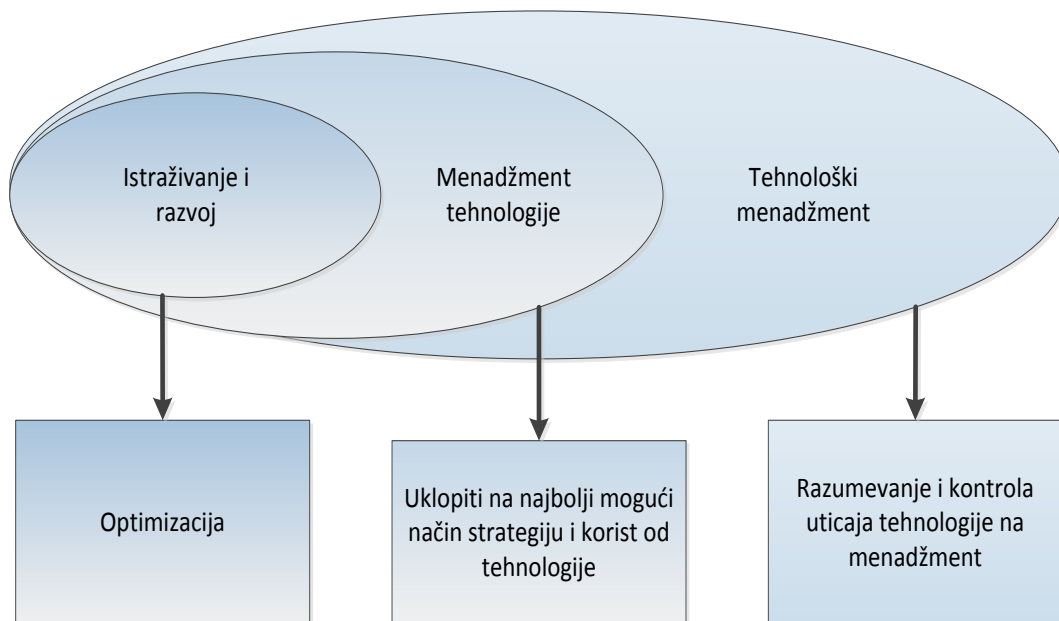 Istraživanje i
razvoj
Menadžment
tehnologije
Tehnološki
menadžment
Optimizacija
Uklopiti na najbolji mogući
način strategiju i korist od
tehnologije
Razumevanje i kontrola
uticaja tehnologije na
menadžment